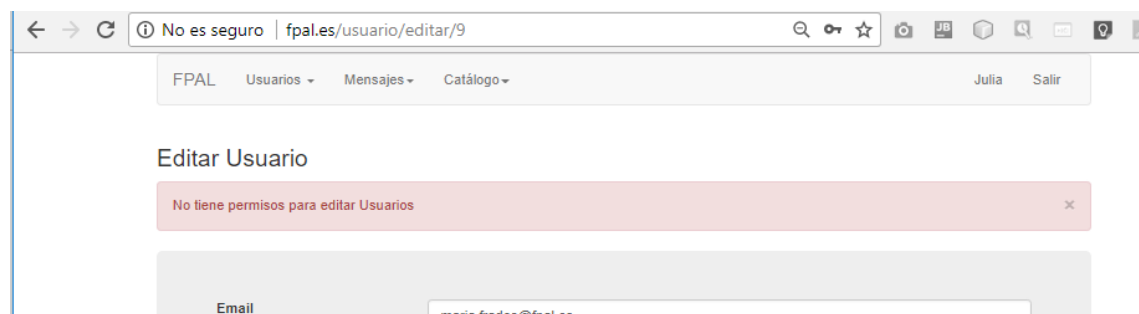 No es seguro | fpal.es/usuario/editar/9
FPAL Usuarios Mensajes Catálogo Julia Salir
Editar Usuario
No tiene permisos para editar Usuarios ×
Email
JB